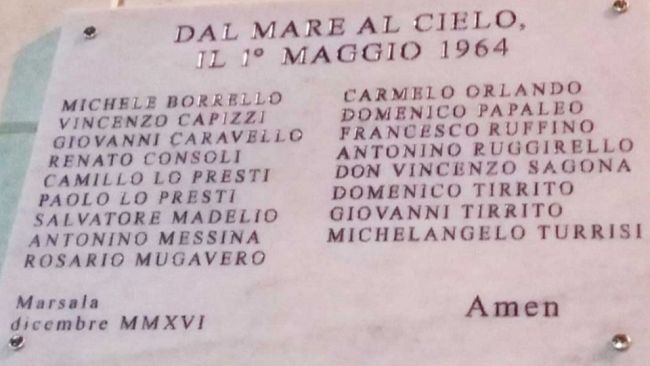 DAL MARE AL CIELO,
IL 1° MAGGIO 1964
MICHELE BORRELLO
VINCENZO CAPIZZI
GIOVANNI CARAVELLO
RENATO CONSOLI
CAMILLO LO PRESTI
PAOLO LO PRESTI
SALVATORE MADELIO
ANTONINO MESSINA
ROSARIO MUGAVERO
CARMELO ORLANDO
DOMENICO PAPALEO
FRANCESCO RUFFINO
ANTONINO RUGGIRELLO
DON VINCENZO SAGONA
DOMENICO TIRRITO
GIOVANNI TIRRITO
MICHELANGELO TURRISI
Marsala
dicembre MMXVI
Amen